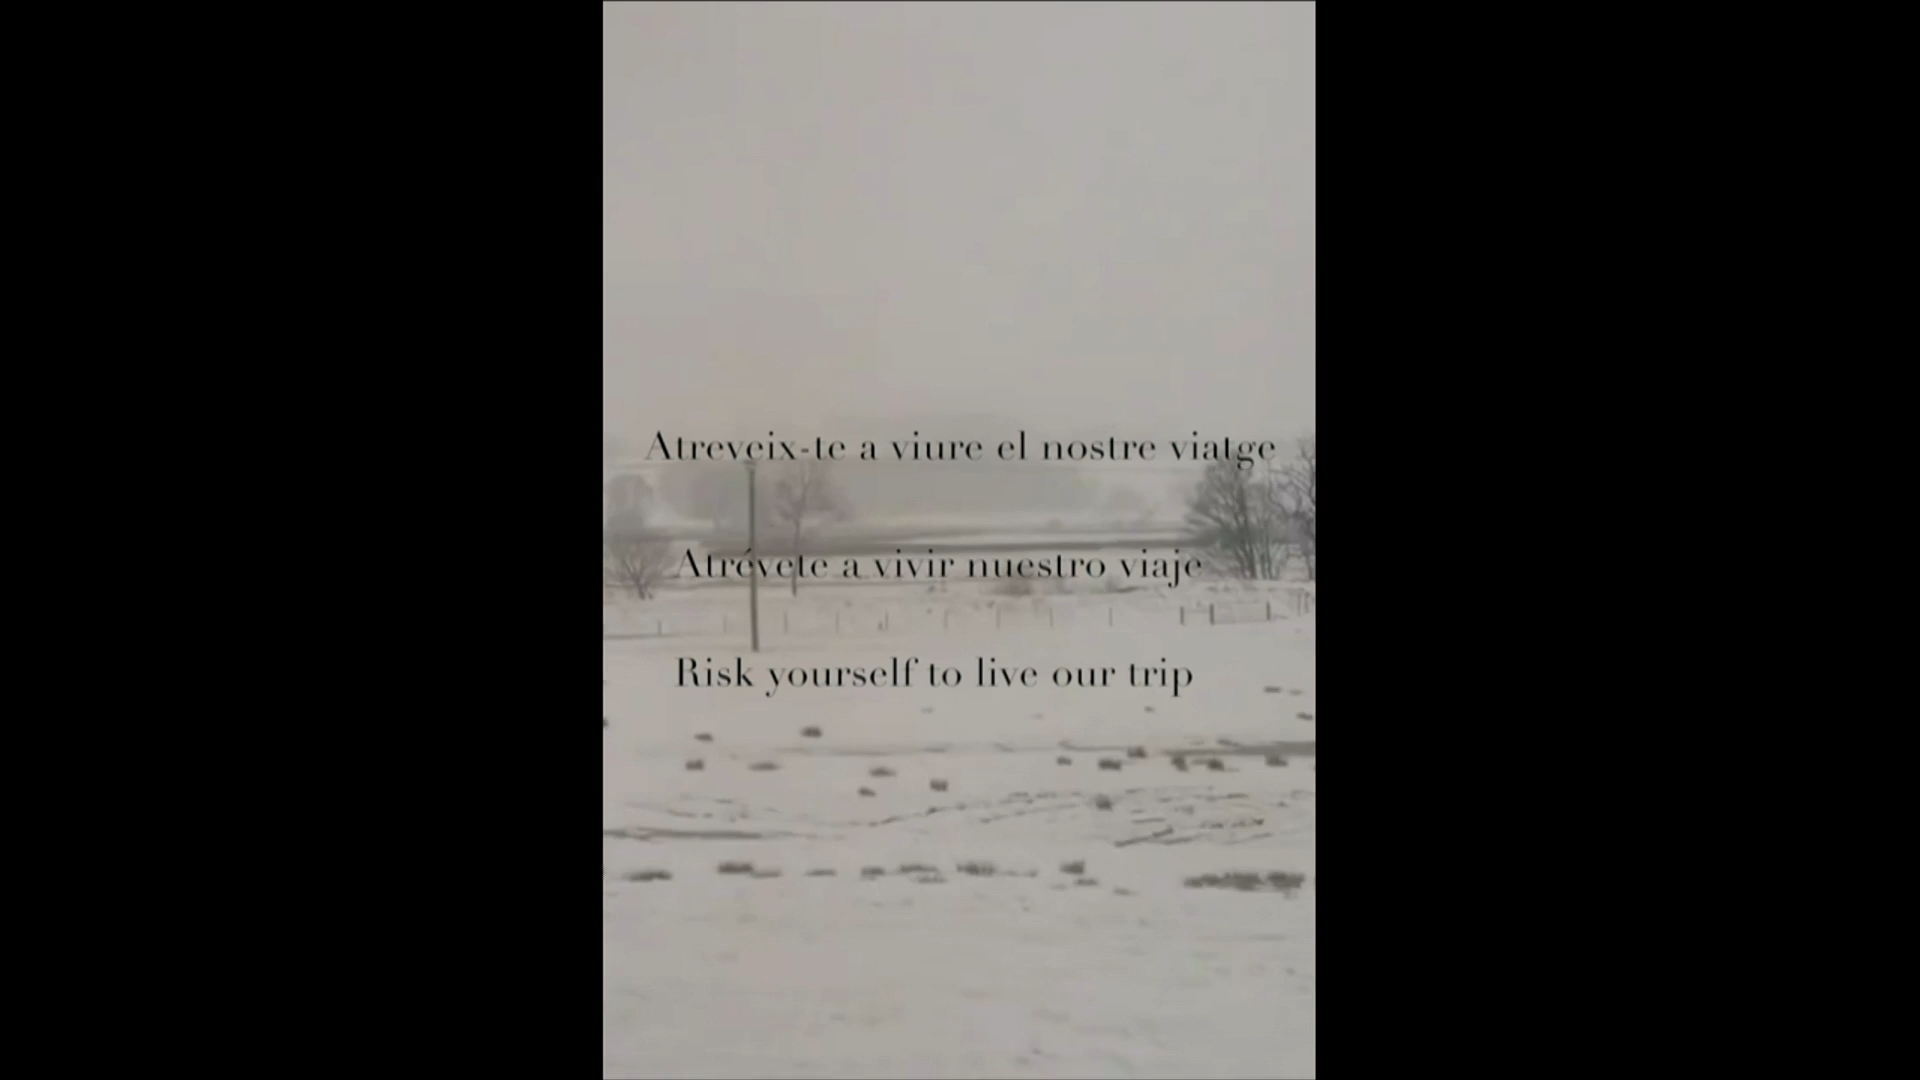 Atreveix-te a viure el nostre viatge
Atrévete a vivir nuestro viaje
Risk yourself to live our trip